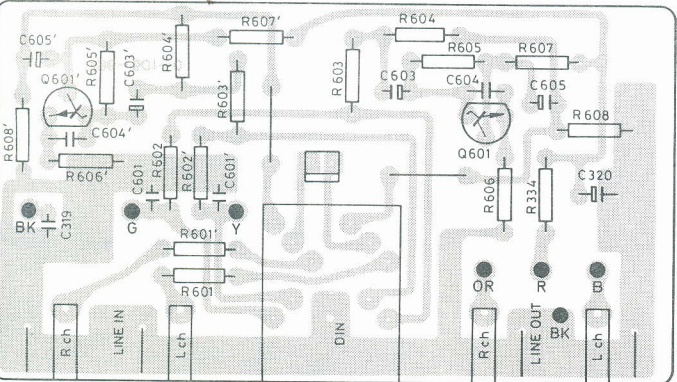 R607'
R604
C605'
R604'
R605'
C603'
R603
R605
R607
Q601'
R603'
C603
C604
C605
R608'
C604'
R608
Q601
R606'
C601
R602
R602'
C601'
R606
R334
C320
BK
C319
G
Y
R601'
R601
OR
R
B
BK
R ch
LINE IN
L ch
DIN
R ch
LINE OUT
L ch